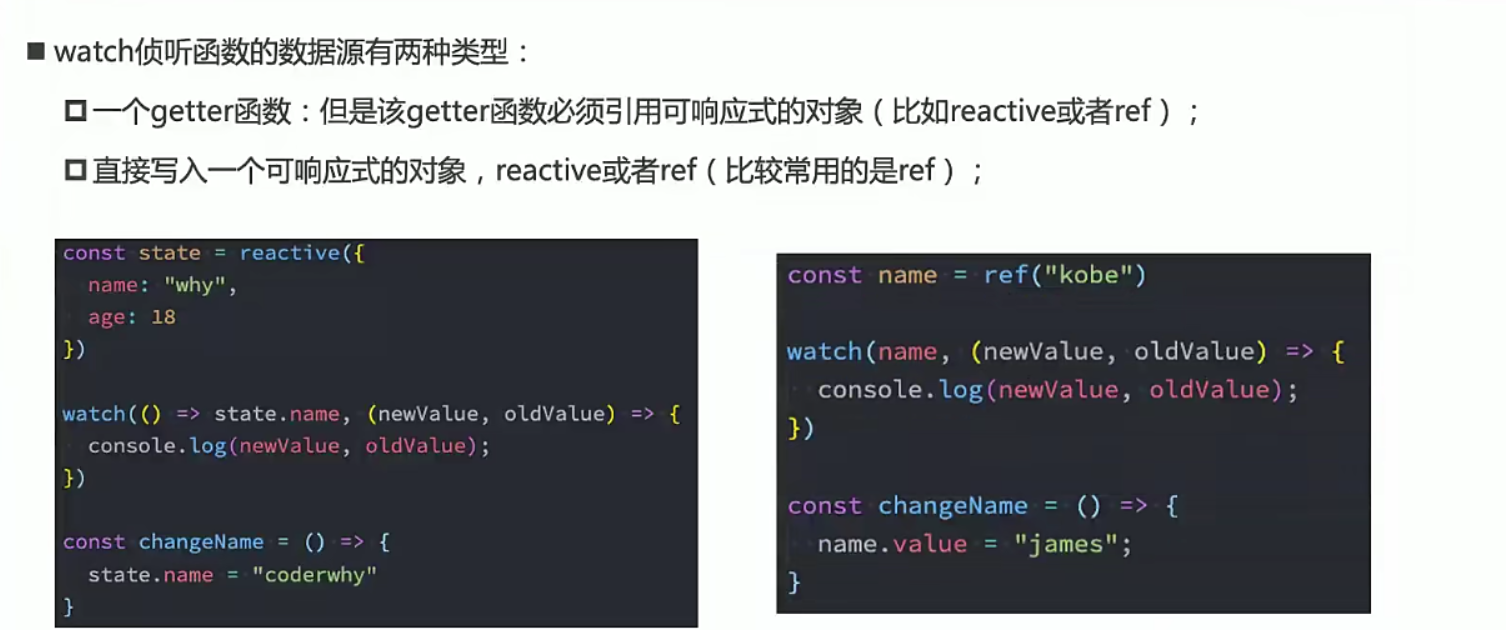 watch侦听函数的数据源有两种类型：
一个getter函数：但是该getter函数必须引用可响应式的对象（比如reactive或者ref）；
直接写入一个可响应式的对象，reactive或者ref（比较常用的是ref）；
const state = reactive({
  name: "why",
  age: 18
})

watch(() => state.name, (newValue, oldValue) => {
  console.log(newValue, oldValue);
})

const changeName = () => {
  state.name = "coderwhy"
}
const name = ref("kobe")

watch(name, (newValue, oldValue) => {
  console.log(newValue, oldValue);
})

const changeName = () => {
  name.value = "james";
}